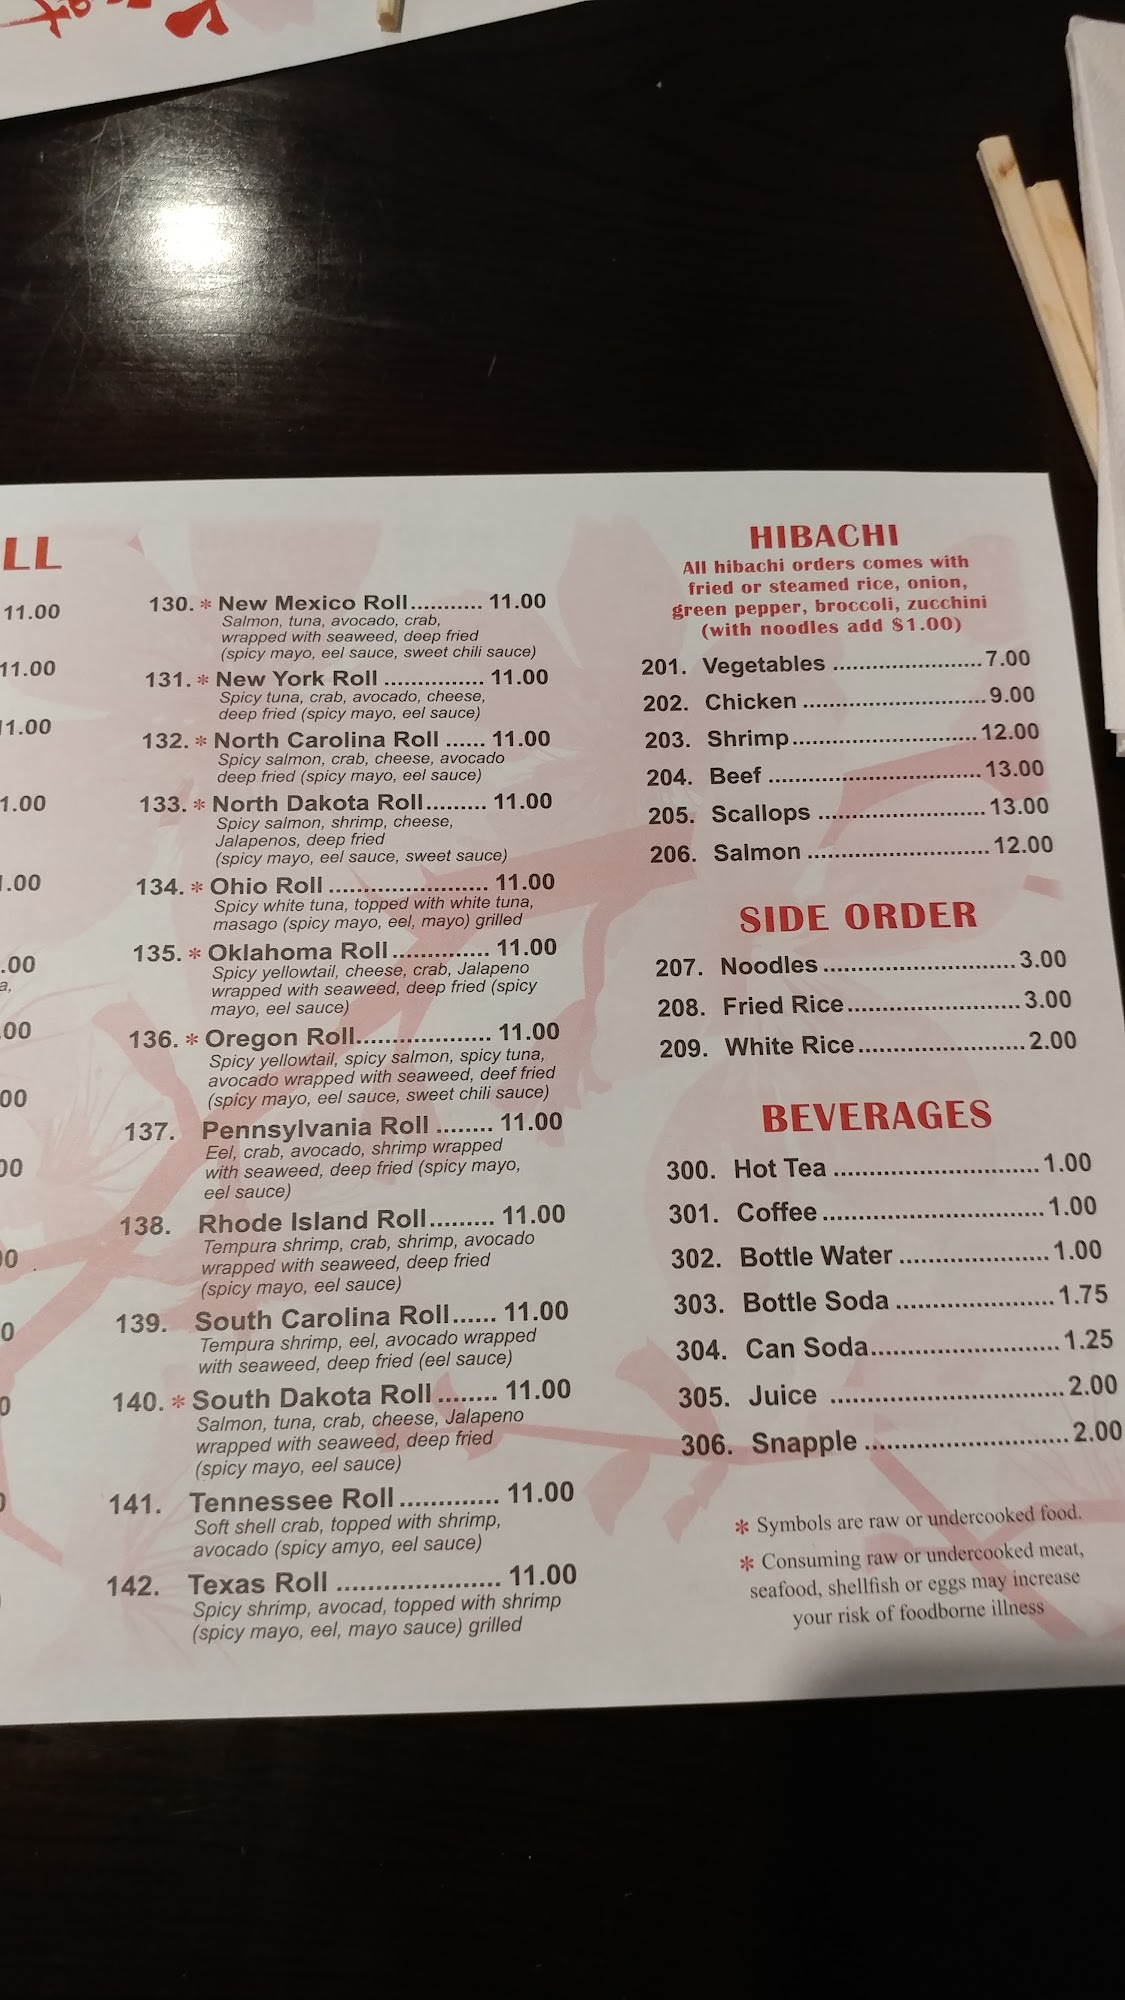 LL
11.00
11.00
11.00
1.00
1.00
.00
a,
.00
00
00
00
0
0
130. * New Mexico Roll........... 11.00
Salmon, tuna, avocado, crab,
wrapped with seaweed, deep fried
(spicy mayo, eel sauce, sweet chili sauce)
131. * New York Roll ................ 11.00
Spicy tuna, crab, avocado, cheese,
deep fried (spicy mayo, eel sauce)
132. * North Carolina Roll ...... 11.00
Spicy salmon, crab, cheese, avocado
deep fried (spicy mayo, eel sauce)
133. * North Dakota Roll......... 11.00
Spicy salmon, shrimp, cheese,
Jalapenos, deep fried
(spicy mayo, eel sauce, sweet sauce)
134. * Ohio Roll ........................ 11.00
Spicy white tuna, topped with white tuna,
masago (spicy mayo, eel, mayo) grilled
135. * Oklahoma Roll............... 11.00
Spicy yellowtail, cheese, crab, Jalapeno
wrapped with seaweed, deep fried (spicy
mayo, eel sauce)
136. * Oregon Roll.................... 11.00
Spicy yellowtail, spicy salmon, spicy tuna,
avocado wrapped with seaweed, deef fried
(spicy mayo, eel sauce, sweet chili sauce)
137. Pennsylvania Roll ........ 11.00
Eel, crab, avocado, shrimp wrapped
with seaweed, deep fried (spicy mayo,
eel sauce)
138. Rhode Island Roll......... 11.00
Tempura shrimp, crab, shrimp, avocado
wrapped with seaweed, deep fried
(spicy mayo, eel sauce)
139. South Carolina Roll...... 11.00
Tempura shrimp, eel, avocado wrapped
with seaweed, deep fried (eel sauce)
140. * South Dakota Roll ........ 11.00
Salmon, tuna, crab, cheese, Jalapeno
wrapped with seaweed, deep fried
(spicy mayo, eel sauce)
141. Tennessee Roll ............. 11.00
Soft shell crab, topped with shrimp,
avocado (spicy amyo, eel sauce)
142. Texas Roll ...................... 11.00
Spicy shrimp, avocad, topped with shrimp
(spicy mayo, eel, mayo sauce) grilled
HIBACHI
All hibachi orders comes with
fried or steamed rice, onion,
green pepper, broccoli, zucchini
(with noodles add $1.00)
201. Vegetables ......................7.00
202. Chicken ...........................9.00
203. Shrimp........................... 12.00
204. Beef ...............................13.00
205. Scallops .........................13.00
206. Salmon ...........................12.00
SIDE ORDER
207. Noodles ............................3.00
208. Fried Rice.........................3.00
209. White Rice........................2.00
BEVERAGES
300. Hot Tea .............................1.00
301. Coffee ...............................1.00
302. Bottle Water .....................1.00
303. Bottle Soda ......................1.75
304. Can Soda..........................1.25
305. Juice .................................2.00
306. Snapple ............................2.00
* Symbols are raw or undercooked food.
* Consuming raw or undercooked meat,
seafood, shellfish or eggs may increase
your risk of foodborne illness